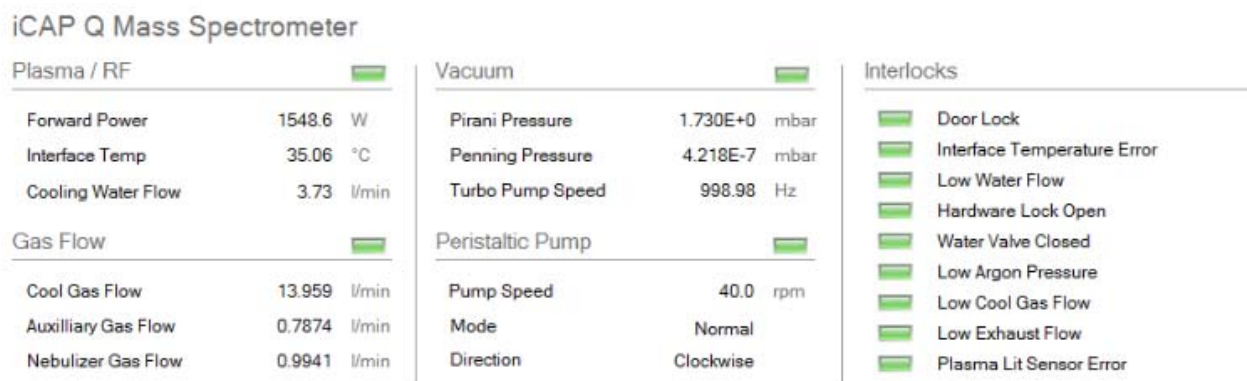 iCAP Q Mass Spectrometer
Plasma / RF
Forward Power 1548.6 W
Interface Temp 35.06 °C
Cooling Water Flow 3.73 l/min
Gas Flow
Cool Gas Flow 13.959 l/min
Auxilliary Gas Flow 0.7874 l/min
Nebulizer Gas Flow 0.9941 l/min
Vacuum
Pirani Pressure 1.730E+0 mbar
Penning Pressure 4.218E-7 mbar
Turbo Pump Speed 998.98 Hz
Peristaltic Pump
Pump Speed 40.0 rpm
Mode Normal
Direction Clockwise
Interlocks
Door Lock
Interface Temperature Error
Low Water Flow
Hardware Lock Open
Water Valve Closed
Low Argon Pressure
Low Cool Gas Flow
Low Exhaust Flow
Plasma Lit Sensor Error